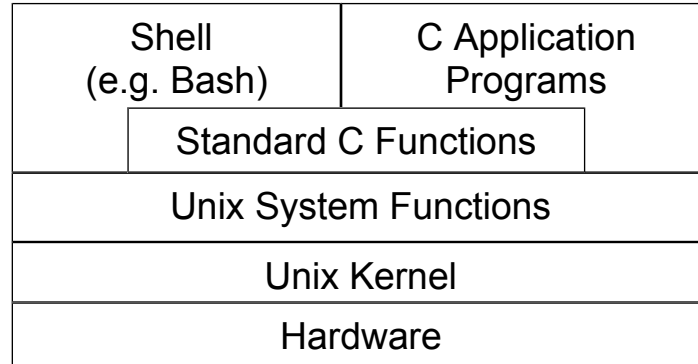 Shell
(e.g. Bash)
C Application
Programs
Standard C Functions
Unix System Functions
Unix Kernel
Hardware